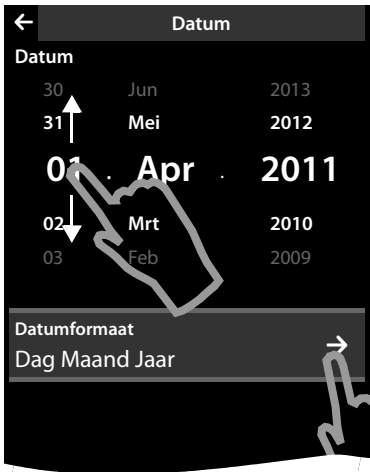 Datum
Datum
30 Jun 2013
31 Mei 2012
01 . Apr . 2011
02 Mrt 2010
03 Feb 2009
Datumformaat
Dag Maand Jaar